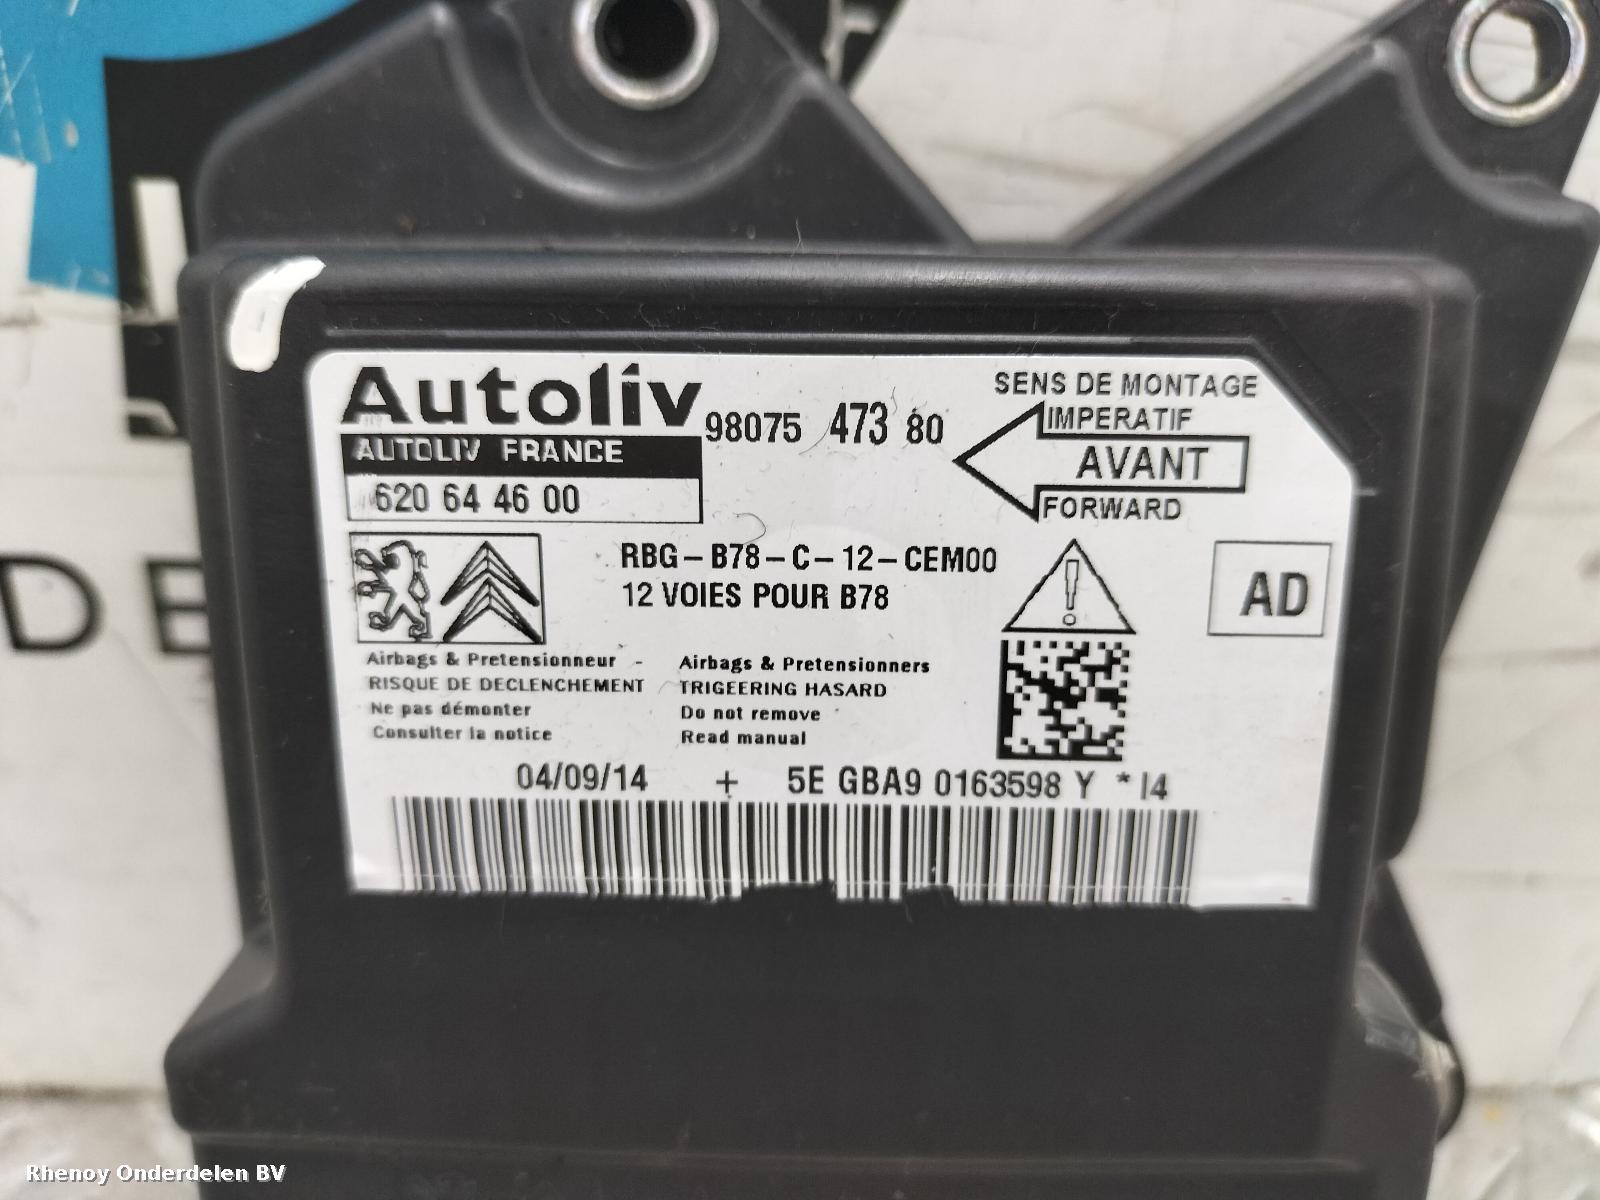 Autoliv
98075 473 80
AUTOLIV FRANCE
620 64 46 00
SENS DE MONTAGE
IMPERATIF
AVANT
FORWARD
RBG-B78-C-12-CEM00
12 VOIES POUR B78
AD
Airbags & Pretensionneur -
RISQUE DE DECLENCHEMENT
Ne pas démonter
Consulter la notice
Airbags & Pretensionners
TRIGEERING HASARD
Do not remove
Read manual
04/09/14 + 5E GBA9 0163598 Y * I4
DE
Rhenoy Onderdelen BV